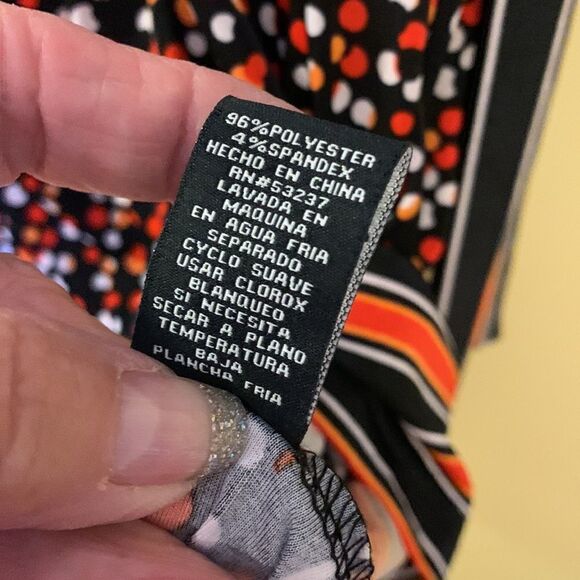 96%POLYESTER
4%SPANDEX
HECHO EN CHINA
RN#53237
LAVADA EN
MAQUINA
EN AGUA FRIA
SEPARADO
CYCLO SUAVE
USAR CLOROX
BLANQUEO
SI NECESITA
SECAR A PLANO
TEMPERATURA
BAJA
PLANCHA FRIA